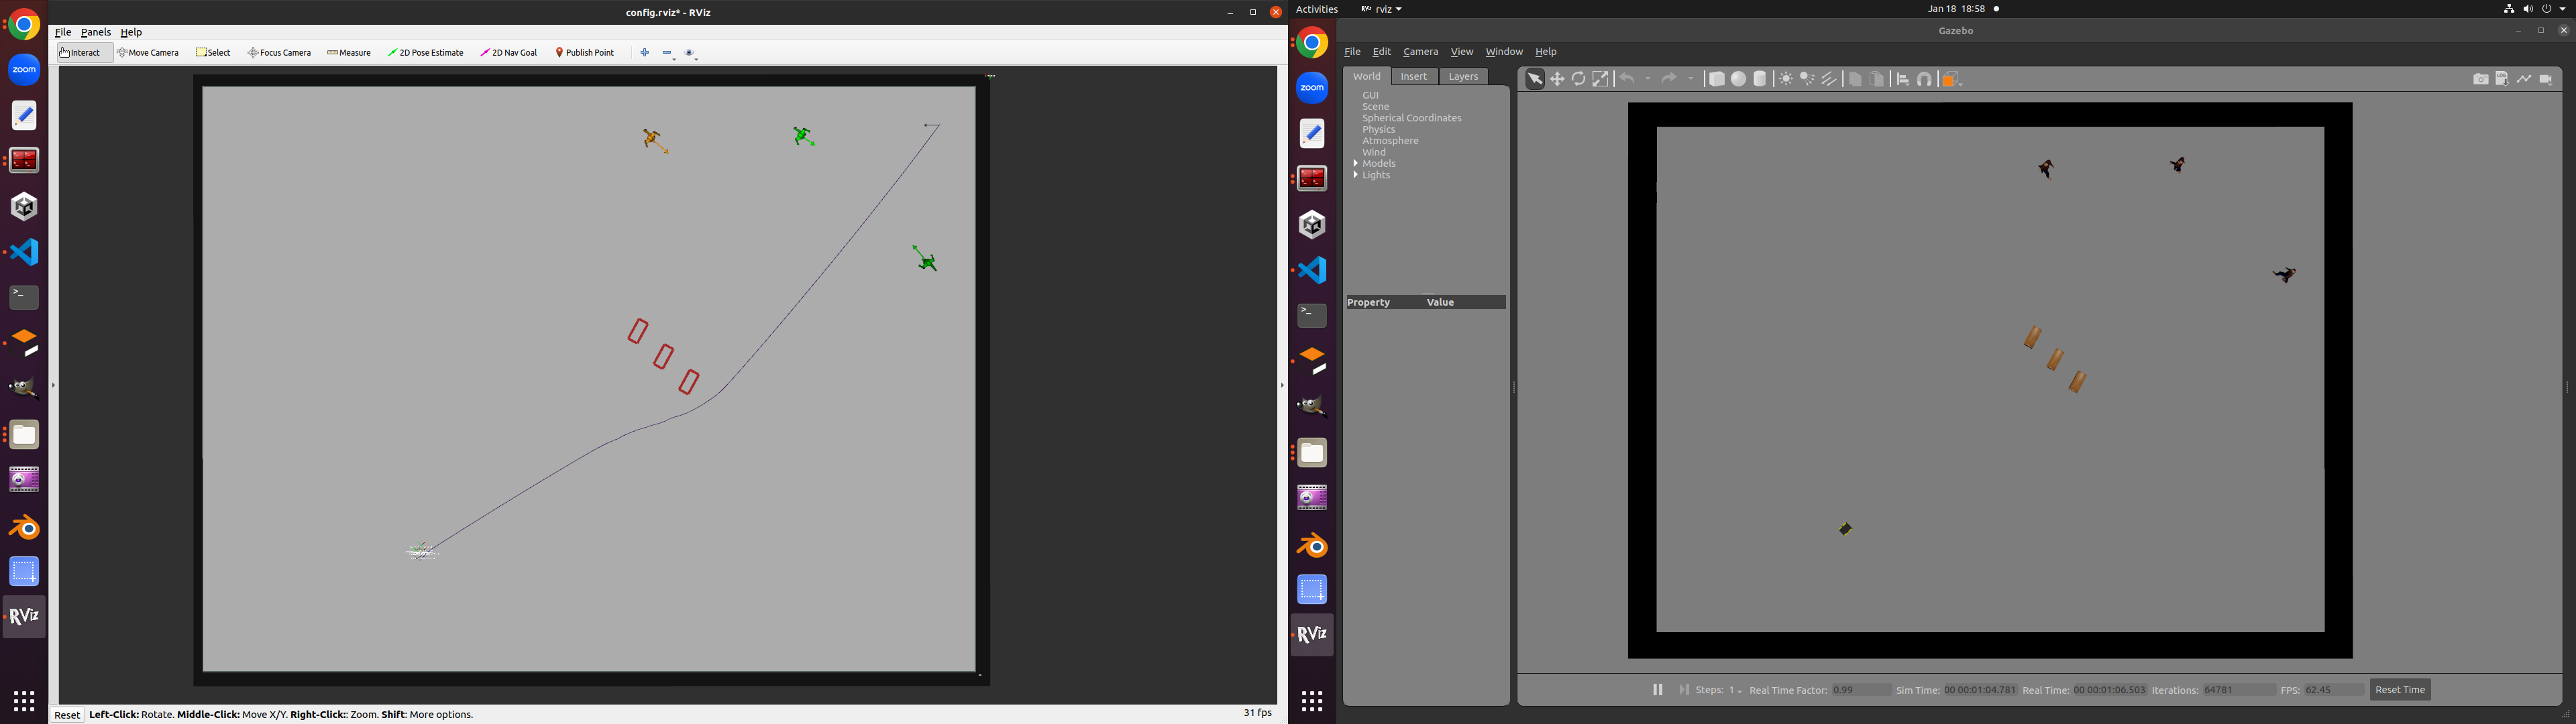 config.rviz* - RViz
File Panels Help
Interact Move Camera Select Focus Camera Measure 2D Pose Estimate 2D Nav Goal Publish Point
zoom
>_
RViz
Reset Left-Click: Rotate. Middle-Click: Move X/Y. Right-Click:: Zoom. Shift: More options. 31 fps
Activities RViz rviz Jan 18 18:58
Gazebo
zoom
>_
RViz
File Edit Camera View Window Help
World Insert Layers
GUI
Scene
Spherical Coordinates
Physics
Atmosphere
Wind
Models
Lights
Property Value
LOG
Steps: 1 Real Time Factor: 0.99 Sim Time: 00 00:01:04.781 Real Time: 00 00:01:06.503 Iterations: 64781 FPS: 62.45 Reset Time